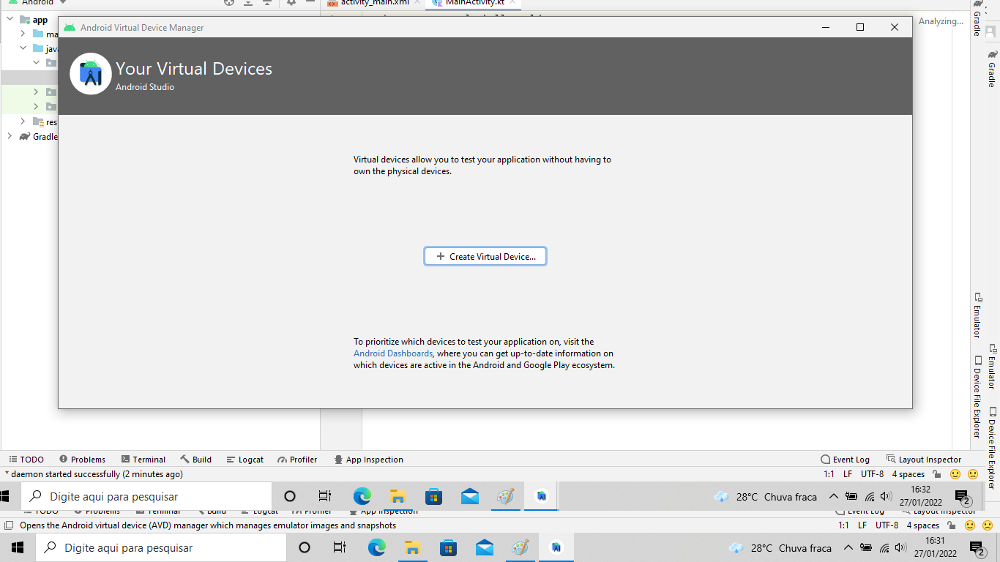 Android
activity_main.xml
MainActivity.kt
app
Android Virtual Device Manager
Analyzing...
Gradle
Your Virtual Devices
Android Studio
Gradle
res
Gradle
Virtual devices allow you to test your application without having to
own the physical devices.
+ Create Virtual Device...
Emulator
To prioritize which devices to test your application on, visit the
Android Dashboards, where you can get up-to-date information on
which devices are active in the Android and Google Play ecosystem.
Emulator
Device File Explorer
Device File Explorer
TODO Problems Terminal Build Logcat Profiler App Inspection Event Log Layout Inspector
* daemon started successfully (2 minutes ago) 1:1 LF UTF-8 4 spaces
Digite aqui para pesquisar 28°C Chuva fraca 16:32
27/01/2022 2
TODO Problems Terminal Build Logcat Profiler App Inspection Event Log Layout Inspector
Opens the Android virtual device (AVD) manager which manages emulator images and snapshots 1:1 LF UTF-8 4 spaces
Digite aqui para pesquisar 28°C Chuva fraca 16:31
27/01/2022 2